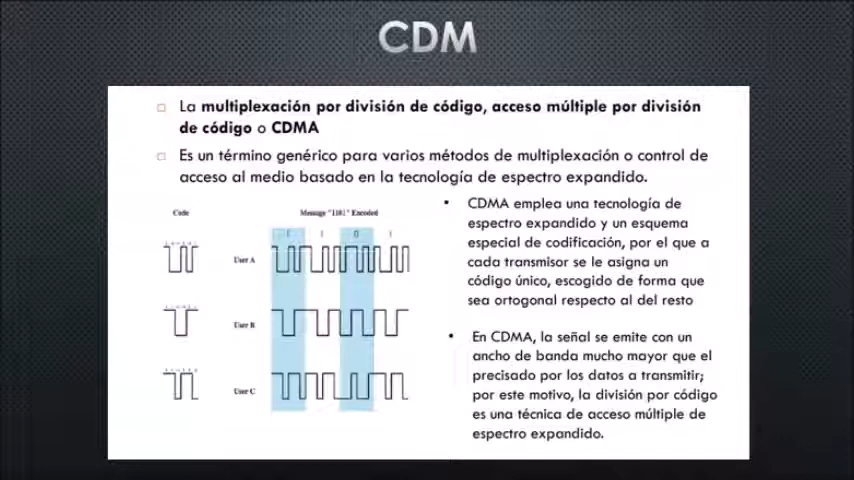 CDM
La multiplexación por división de código, acceso múltiple por división
de código o CDMA
Es un término genérico para varios métodos de multiplexación o control de
acceso al medio basado en la tecnología de espectro expandido.
Code
Message "1101" Encoded
1 1 0 1
User A
User B
User C
• CDMA emplea una tecnología de
espectro expandido y un esquema
especial de codificación, por el que a
cada transmisor se le asigna un
código único, escogido de forma que
sea ortogonal respecto al del resto
• En CDMA, la señal se emite con un
ancho de banda mucho mayor que el
precisado por los datos a transmitir;
por este motivo, la división por código
es una técnica de acceso múltiple de
espectro expandido.